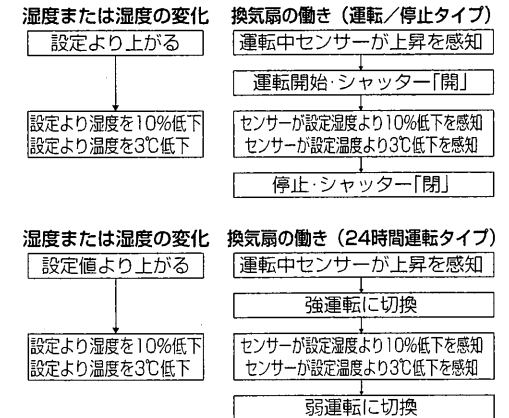 湿度または湿度の変化 換気扇の働き（運転／停止タイプ）
設定より上がる 運転中センサーが上昇を感知
運転開始・シャッター「開」
設定より湿度を10％低下 センサーが設定湿度より10％低下を感知
設定より温度を3℃低下 センサーが設定温度より3℃低下を感知
停止・シャッター「閉」
湿度または湿度の変化 換気扇の働き（24時間運転タイプ）
設定値より上がる 運転中センサーが上昇を感知
強運転に切換
設定より湿度を10％低下 センサーが設定湿度より10％低下を感知
設定より温度を3℃低下 センサーが設定温度より3℃低下を感知
弱運転に切換